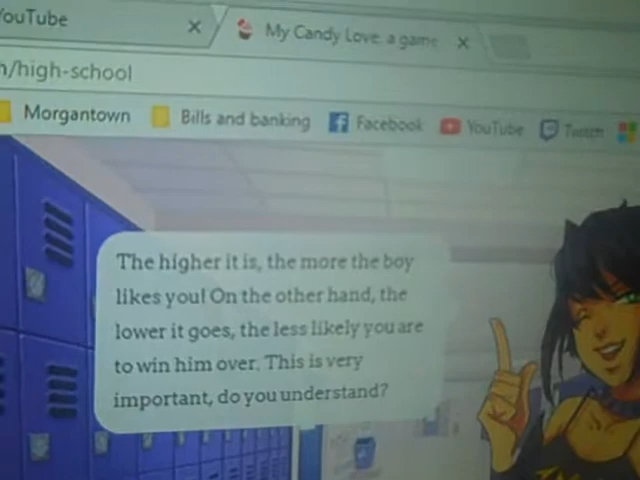 YouTube
My Candy Love: a game
h/high-school
Morgantown
Bills and banking
Facebook
YouTube
Twitch
The higher it is, the more the boy
likes you! On the other hand, the
lower it goes, the less likely you are
to win him over. This is very
important, do you understand?